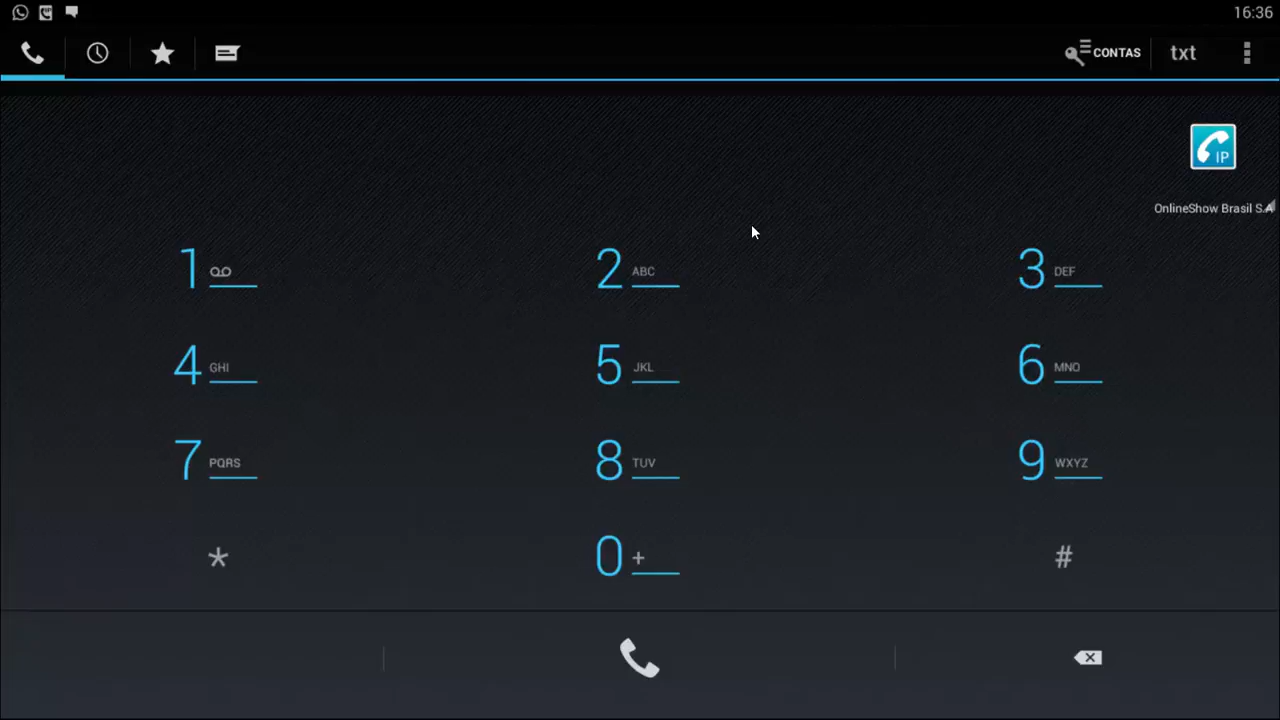 16:36
CONTAS
txt
IP
OnlineShow Brasil S.A
1
2 ABC
3 DEF
4 GHI
5 JKL
6 MNO
7 PQRS
8 TUV
9 WXYZ
*
0 +
#